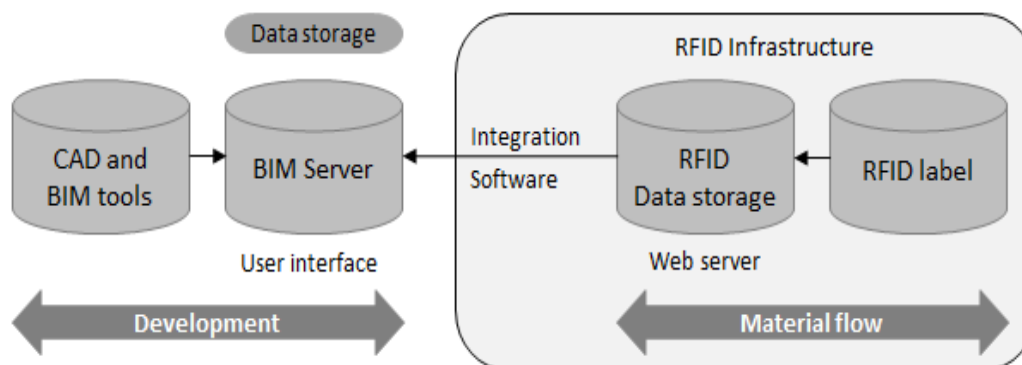 Data storage
RFID Infrastructure
CAD and
BIM tools
BIM Server
Integration
Software
RFID
Data storage
RFID label
User interface
Web server
Development
Material flow